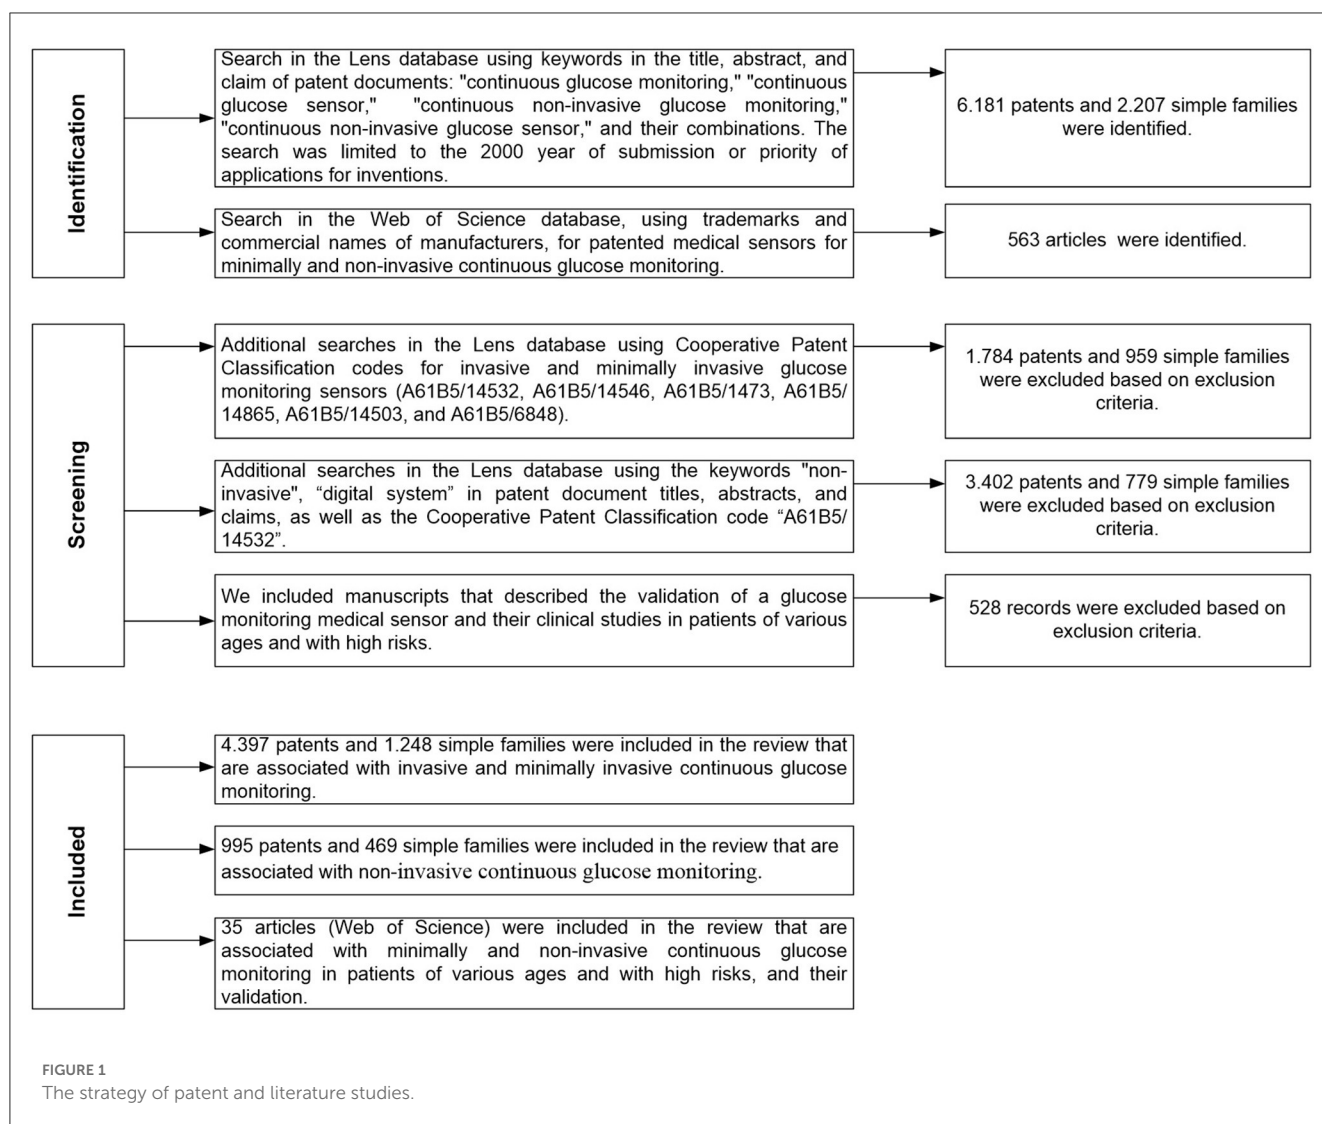 Identification
Search in the Lens database using keywords in the title, abstract, and
claim of patent documents: "continuous glucose monitoring," "continuous
glucose sensor," "continuous non-invasive glucose monitoring,"
"continuous non-invasive glucose sensor," and their combinations. The
search was limited to the 2000 year of submission or priority of
applications for inventions.
6.181 patents and 2.207 simple families
were identified.
Search in the Web of Science database, using trademarks and
commercial names of manufacturers, for patented medical sensors for
minimally and non-invasive continuous glucose monitoring.
563 articles were identified.
Screening
Additional searches in the Lens database using Cooperative Patent
Classification codes for invasive and minimally invasive glucose
monitoring sensors (A61B5/14532, A61B5/14546, A61B5/1473, A61B5/
14865, A61B5/14503, and A61B5/6848).
1.784 patents and 959 simple families
were excluded based on exclusion
criteria.
Additional searches in the Lens database using the keywords "non-
invasive", “digital system” in patent document titles, abstracts, and
claims, as well as the Cooperative Patent Classification code “A61B5/
14532”.
3.402 patents and 779 simple families
were excluded based on exclusion
criteria.
We included manuscripts that described the validation of a glucose
monitoring medical sensor and their clinical studies in patients of various
ages and with high risks.
528 records were excluded based on
exclusion criteria.
Included
4.397 patents and 1.248 simple families were included in the review that
are associated with invasive and minimally invasive continuous glucose
monitoring.
995 patents and 469 simple families were included in the review that are
associated with non-invasive continuous glucose monitoring.
35 articles (Web of Science) were included in the review that are
associated with minimally and non-invasive continuous glucose
monitoring in patients of various ages and with high risks, and their
validation.
FIGURE 1
The strategy of patent and literature studies.